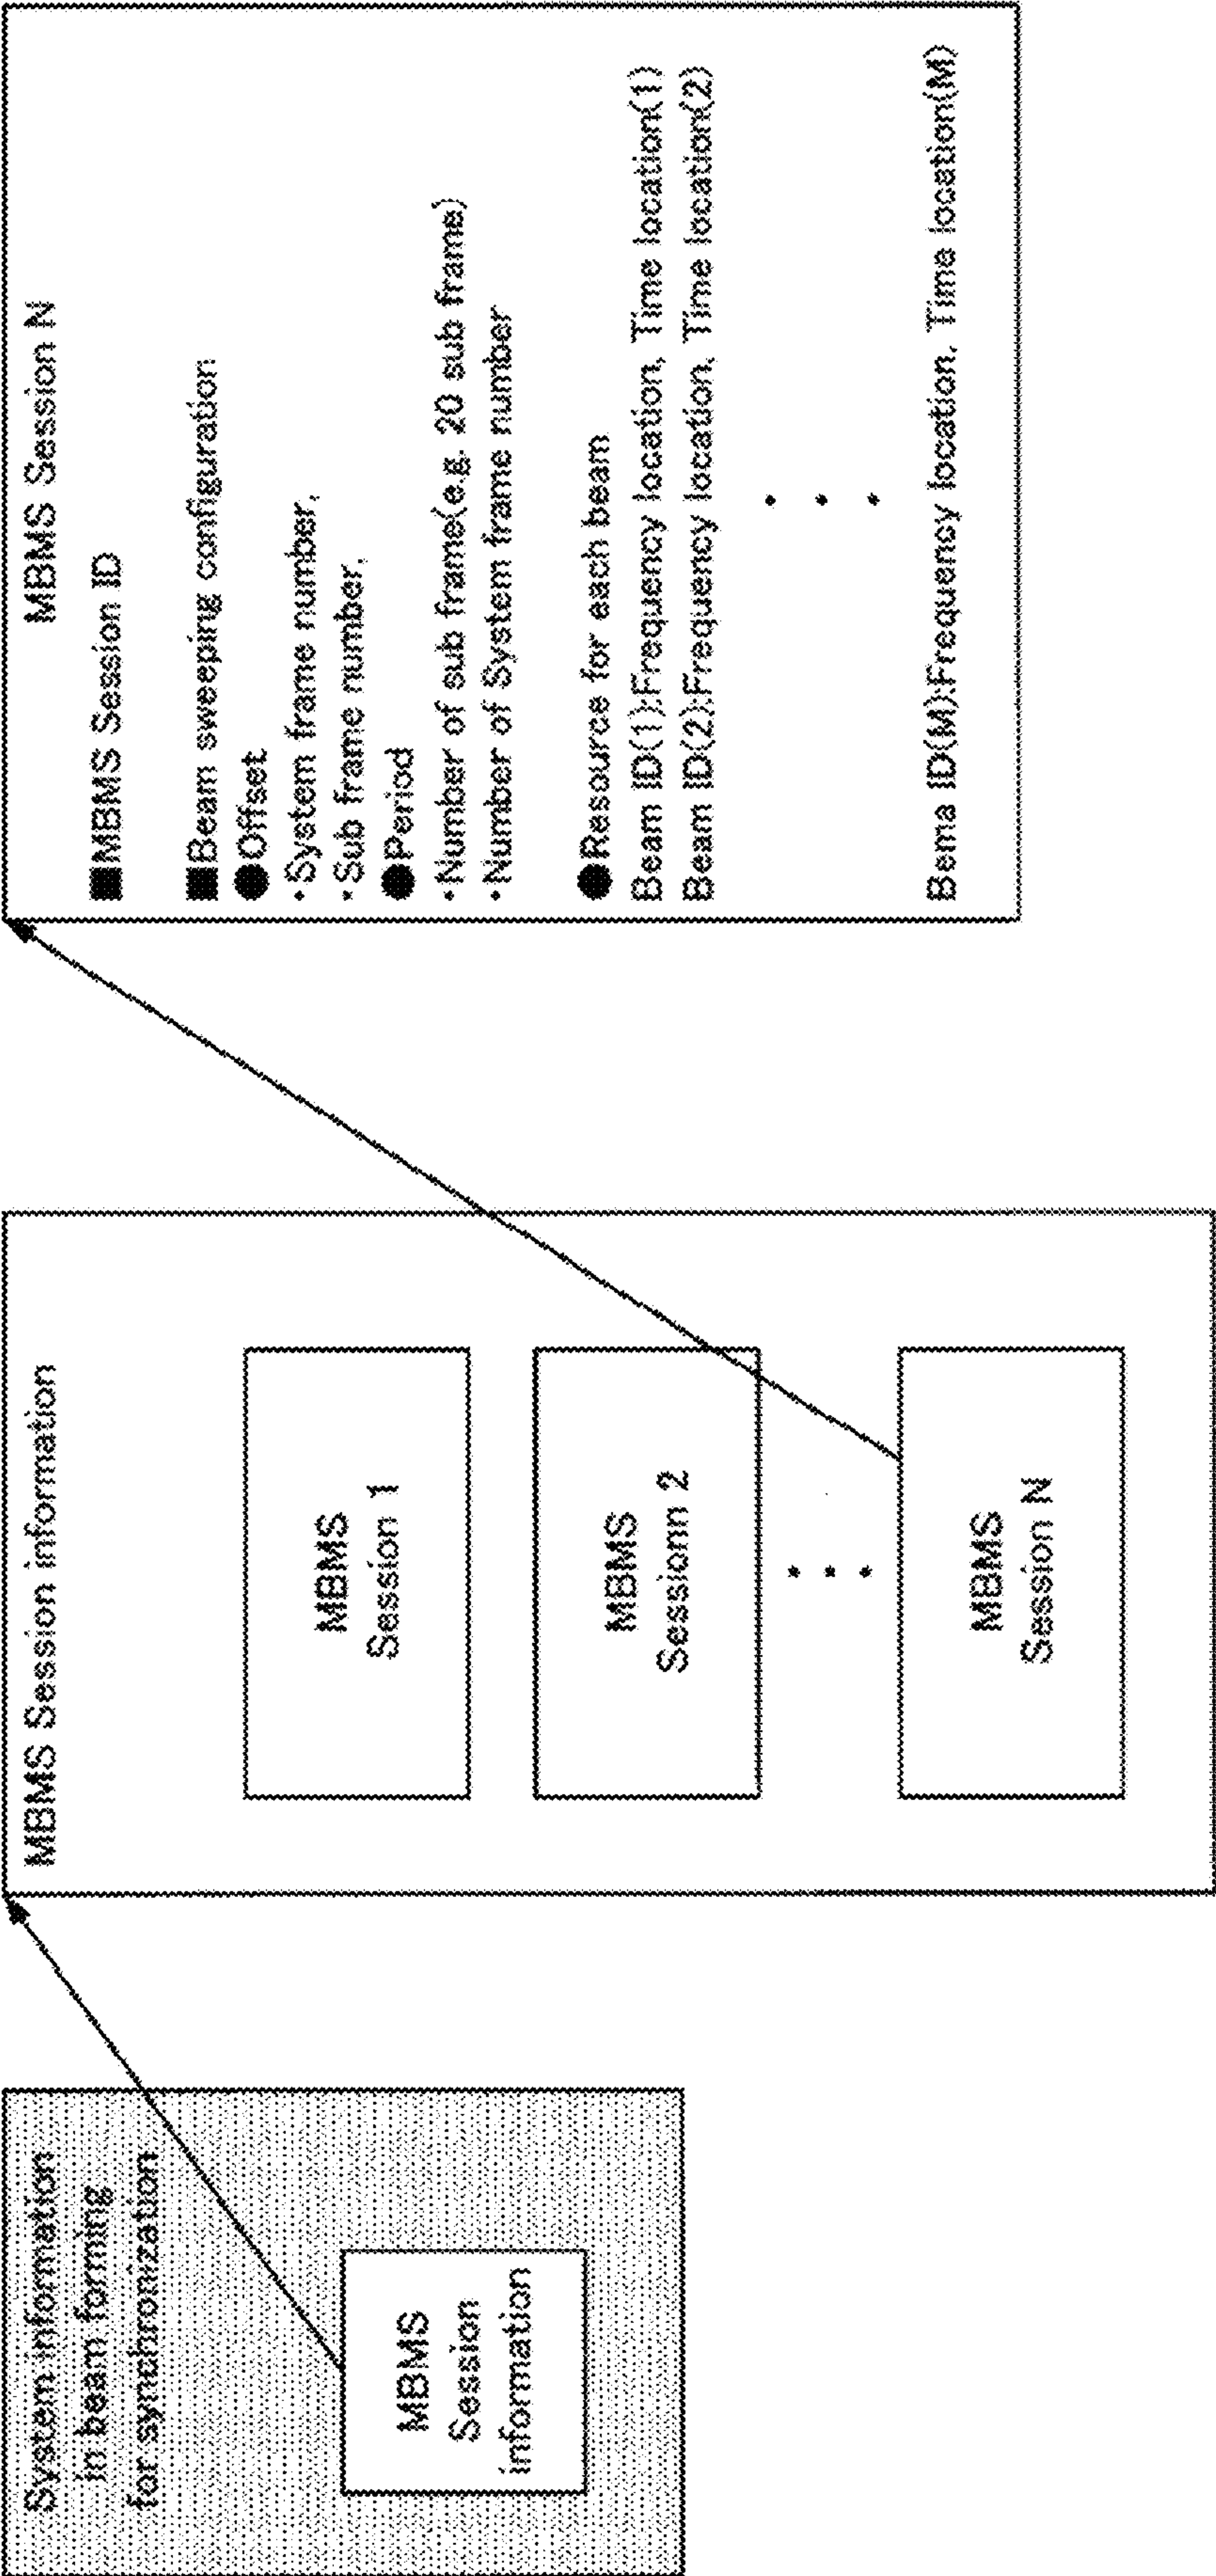 System information
in beam forming
for synchronization
MBMS
Session
information
MBMS Session information
MBMS
Session 1
MBMS
Sessionn 2
MBMS
Session N
MBMS Session N
■MBMS Session ID
■Beam sweeping configuration
●Offset
・System frame number,
・Sub frame number,
●Period
・Number of sub frame(e.g. 20 sub frame)
・Number of System frame number
●Resource for each beam
Beam ID(1):Frequency location, Time location(1)
Beam ID(2):Frequency location, Time location(2)
Bema ID(M):Frequency location, Time location(M)